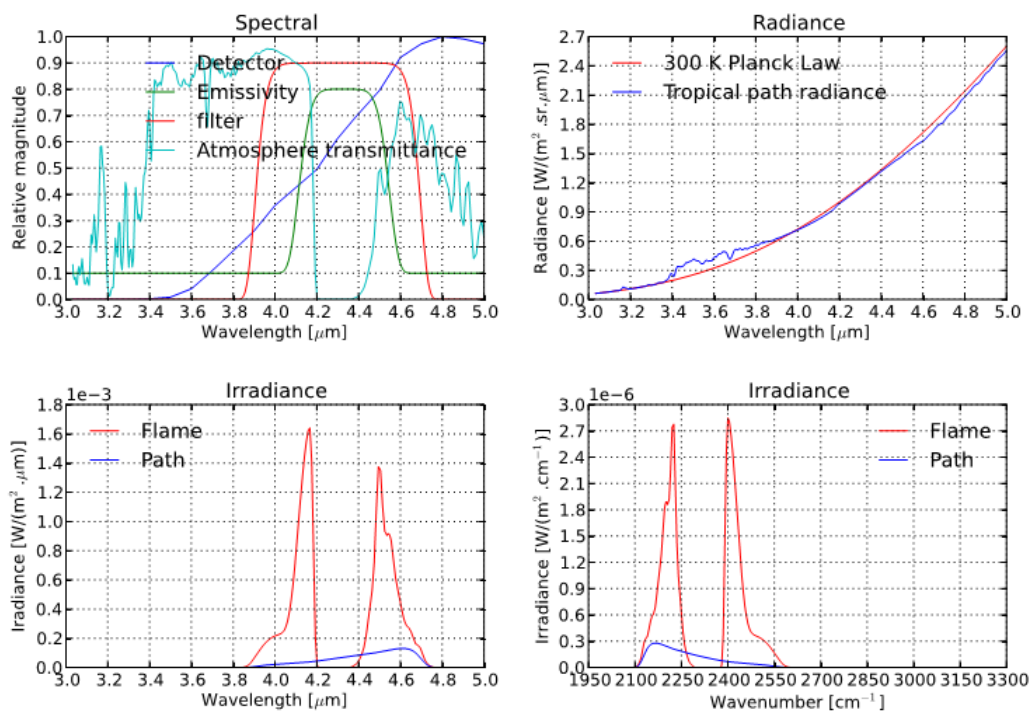 Spectral
Relative magnitude
1.0
0.9
0.8
0.7
0.6
0.5
0.4
0.3
0.2
0.1
0.0
Detector
Emissivity
filter
Atmosphere transmittance
3.0 3.2 3.4 3.6 3.8 4.0 4.2 4.4 4.6 4.8 5.0
Wavelength [μm]
Radiance
Radiance [W/(m² .sr.μm)]
2.7
2.4
2.1
1.8
1.5
1.2
0.9
0.6
0.3
0.0
300 K Planck Law
Tropical path radiance
3.0 3.2 3.4 3.6 3.8 4.0 4.2 4.4 4.6 4.8 5.0
Wavelength [μm]
Irradiance
1e−3
Irradiance [W/(m² .μm)]
1.8
1.6
1.4
1.2
1.0
0.8
0.6
0.4
0.2
0.0
Flame
Path
3.0 3.2 3.4 3.6 3.8 4.0 4.2 4.4 4.6 4.8 5.0
Wavelength [μm]
Irradiance
1e−6
Irradiance [W/(m² .cm⁻¹)]
3.0
2.7
2.4
2.1
1.8
1.5
1.2
0.9
0.6
0.3
0.0
Flame
Path
1950 2100 2250 2400 2550 2700 2850 3000 3150 3300
Wavenumber [cm⁻¹]